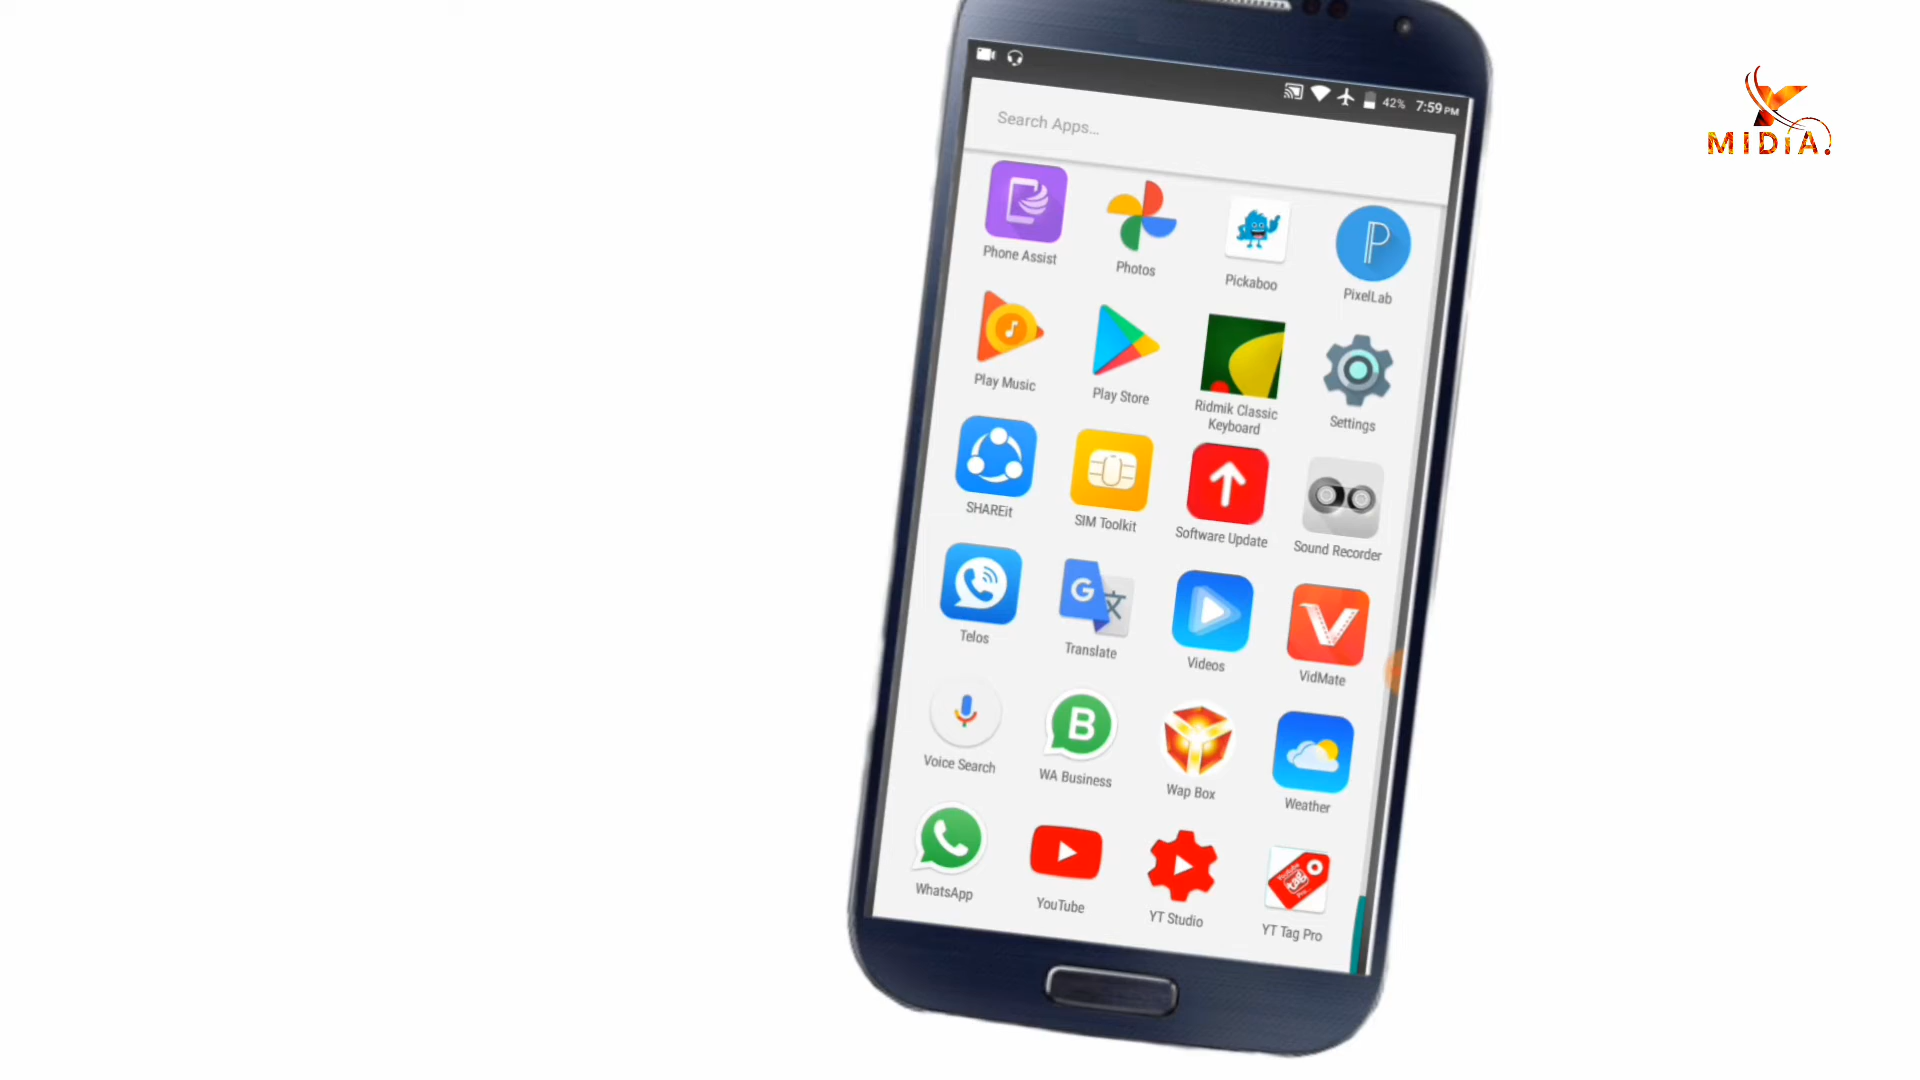 42% 7:59 PM
Search Apps...
MIDiA.
Phone Assist
Photos
Pickaboo
PixelLab
Play Music
Play Store
Ridmik Classic
Keyboard
Settings
SHAREit
SIM Toolkit
Software Update
Sound Recorder
Telos
Translate
Videos
VidMate
Voice Search
WA Business
Wap Box
Weather
WhatsApp
YouTube
YT Studio
YT Tag Pro